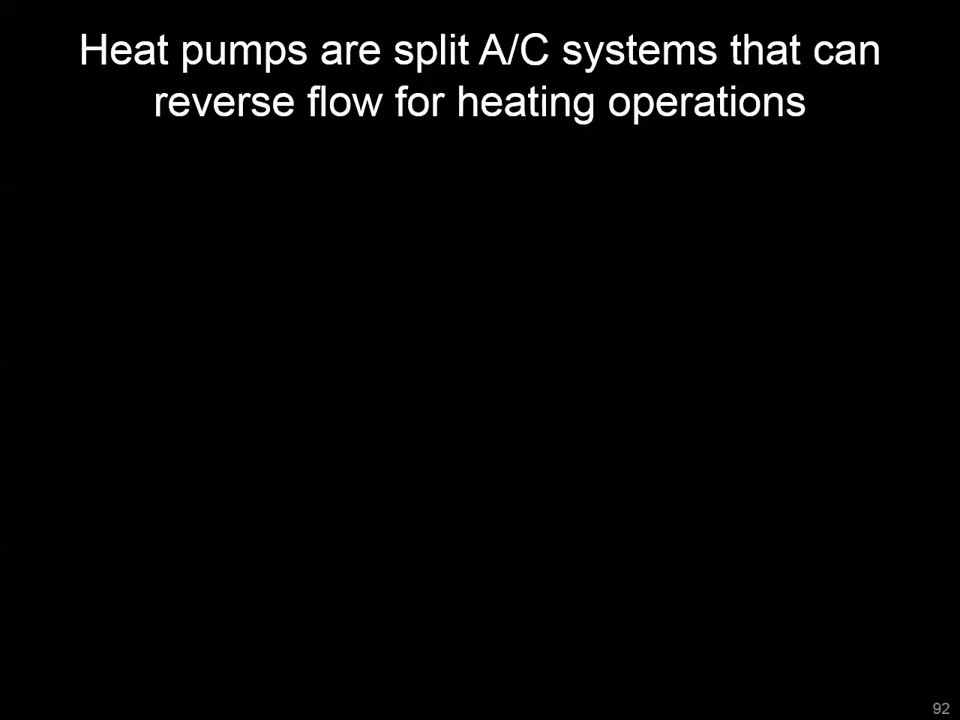 Heat pumps are split A/C systems that can
reverse flow for heating operations
92